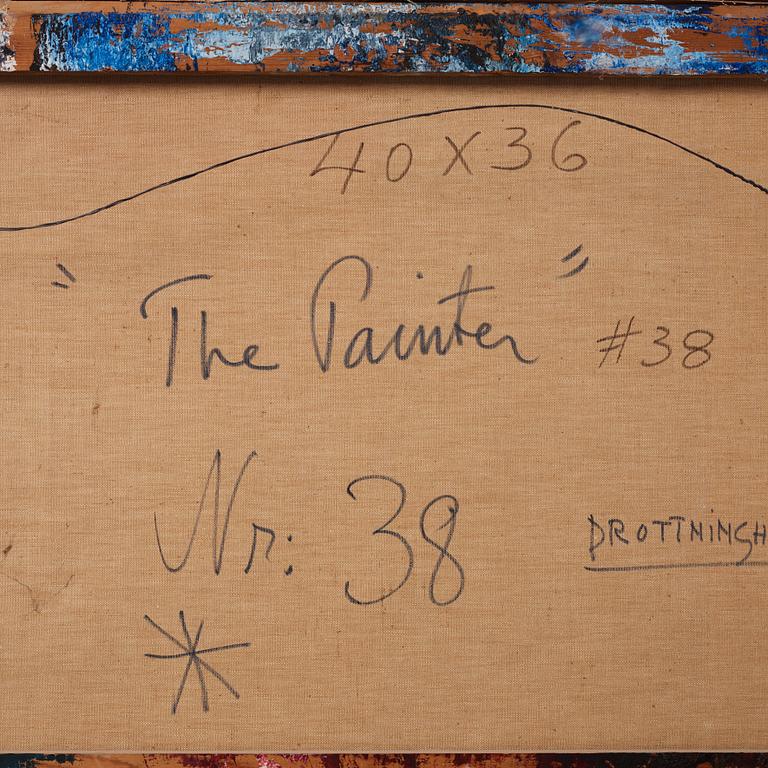 40 X 36
"The Painter" #38
Nr: 38
DROTTNINGH
*